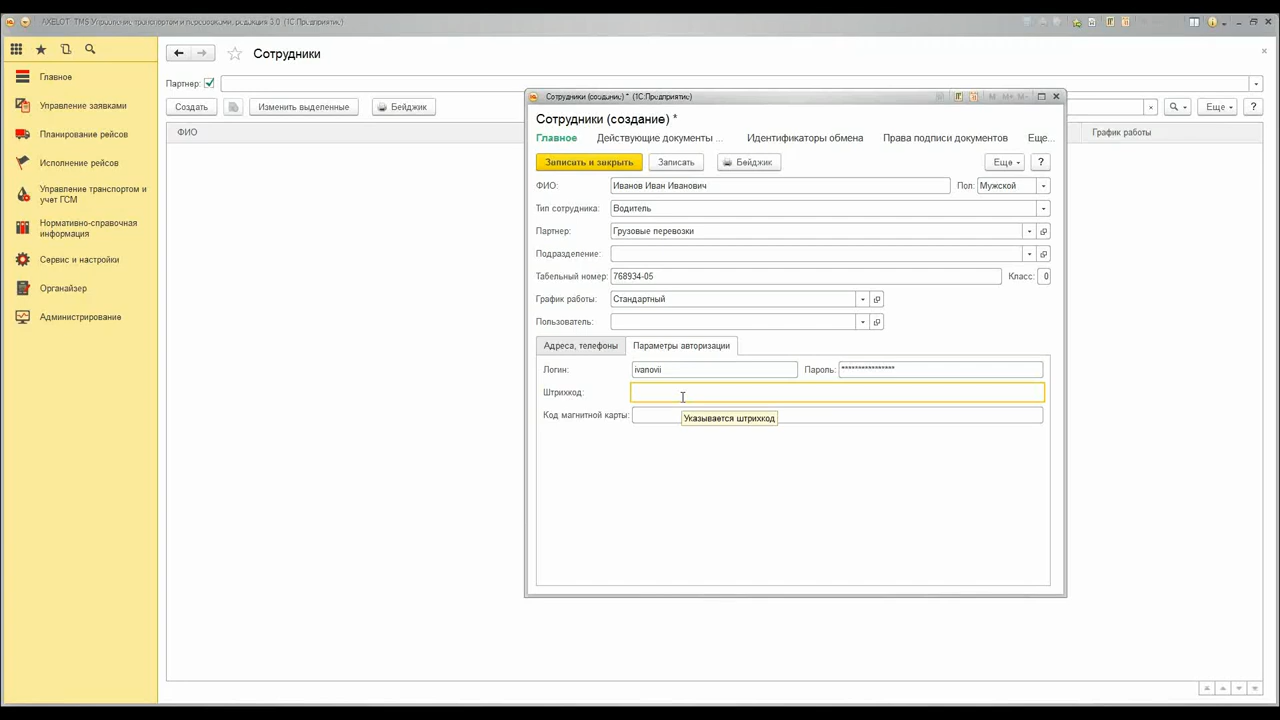 AXELOT: TMS Управление транспортом и перевозками, редакция 3.0 (1С:Предприятие)
Главное
Управление заявками
Планирование рейсов
Исполнение рейсов
Управление транспортом и
учет ГСМ
Нормативно-справочная
информация
Сервис и настройки
Органайзер
Администрирование
Сотрудники
Партнер:
Создать Изменить выделенные Бейджик Еще ?
ФИО График работы
Сотрудники (создание) * (1С:Предприятие) M M+ M-
Сотрудники (создание) *
Главное Действующие документы ... Идентификаторы обмена Права подписи документов Еще...
Записать и закрыть Записать Бейджик Еще ?
ФИО: Иванов Иван Иванович Пол: Мужской
Тип сотрудника: Водитель
Партнер: Грузовые перевозки
Подразделение:
Табельный номер: 768934-05 Класс: 0
График работы: Стандартный
Пользователь:
Адреса, телефоны Параметры авторизации
Логин: ivanovii Пароль: ****************
Штрихкод:
Код магнитной карты:
Указывается штрихкод